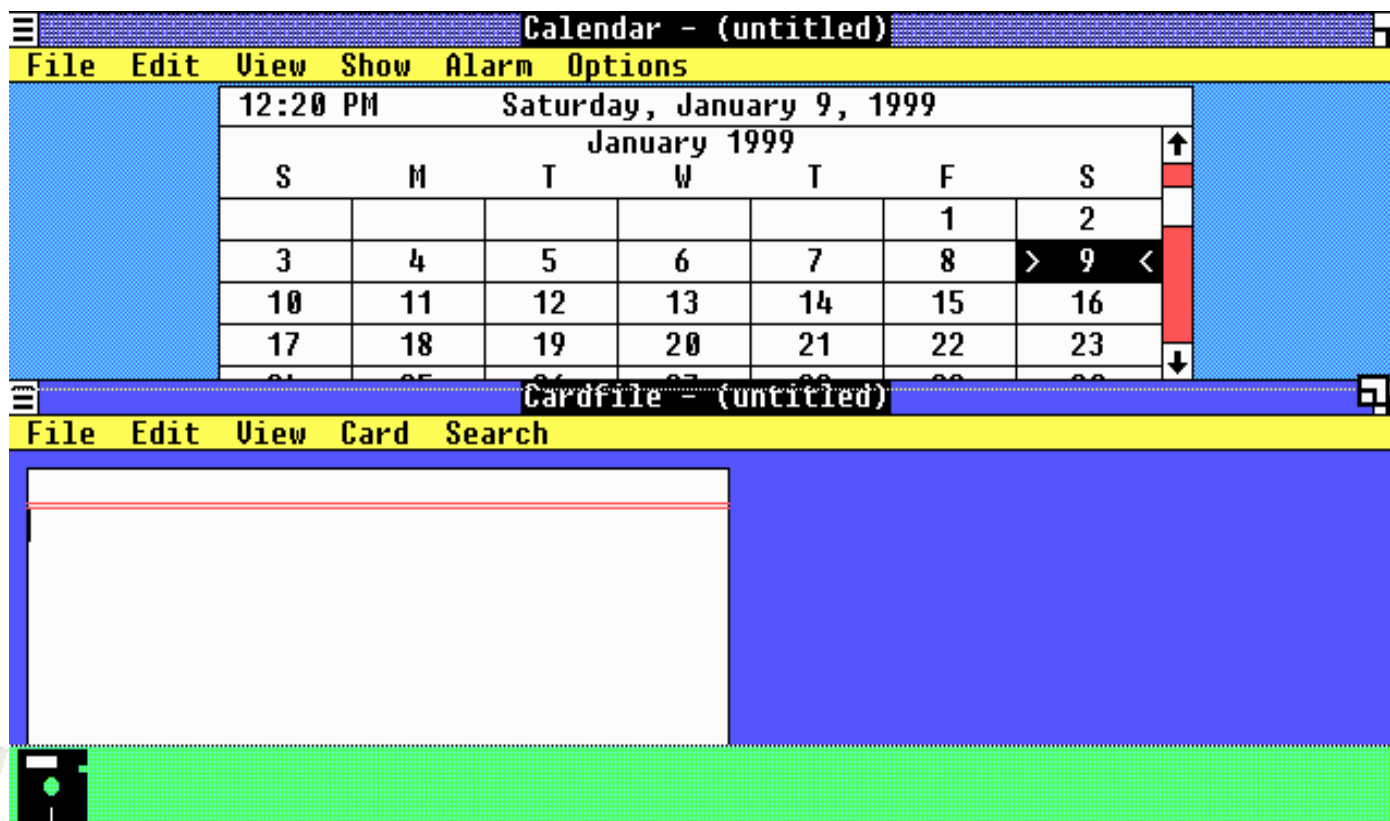 Calendar - (untitled)
File Edit View Show Alarm Options
12:20 PM Saturday, January 9, 1999
January 1999
S M T W T F S
1 2
3 4 5 6 7 8 > 9 <
10 11 12 13 14 15 16
17 18 19 20 21 22 23
Cardfile - (untitled)
File Edit View Card Search